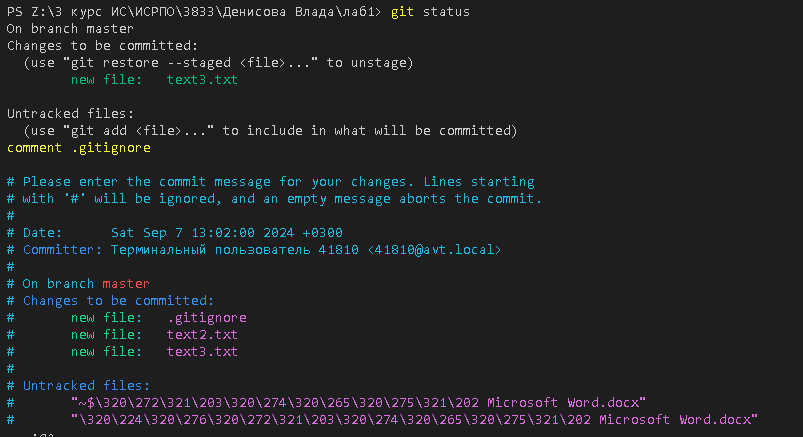 PS Z:\3 курс ИС\ИСРПО\3833\Денисова Влада\лаб1> git status
On branch master
Changes to be committed:
  (use "git restore --staged <file>..." to unstage)
        new file:   text3.txt

Untracked files:
  (use "git add <file>..." to include in what will be committed)
comment .gitignore

# Please enter the commit message for your changes. Lines starting
# with '#' will be ignored, and an empty message aborts the commit.
#
# Date:      Sat Sep 7 13:02:00 2024 +0300
# Committer: Терминальный пользователь 41810 <41810@avt.local>
#
# On branch master
# Changes to be committed:
#       new file:   .gitignore
#       new file:   text2.txt
#       new file:   text3.txt
#
# Untracked files:
#       "~$\320\272\321\203\320\274\320\265\320\275\321\202 Microsoft Word.docx"
#       "\320\224\320\276\320\272\321\203\320\274\320\265\320\275\321\202 Microsoft Word.docx"